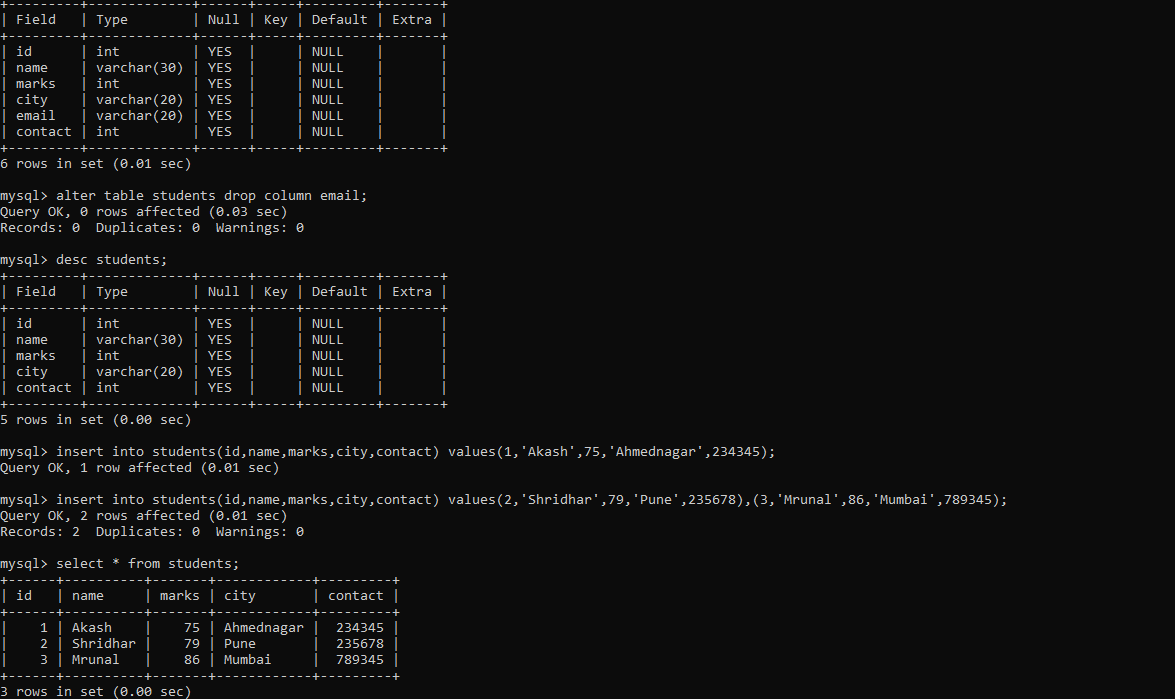 +---------+-------------+------+-----+---------+-------+
| Field   | Type        | Null | Key | Default | Extra |
+---------+-------------+------+-----+---------+-------+
| id      | int         | YES  |     | NULL    |       |
| name    | varchar(30) | YES  |     | NULL    |       |
| marks   | int         | YES  |     | NULL    |       |
| city    | varchar(20) | YES  |     | NULL    |       |
| email   | varchar(20) | YES  |     | NULL    |       |
| contact | int         | YES  |     | NULL    |       |
+---------+-------------+------+-----+---------+-------+
6 rows in set (0.01 sec)

mysql> alter table students drop column email;
Query OK, 0 rows affected (0.03 sec)
Records: 0  Duplicates: 0  Warnings: 0

mysql> desc students;
+---------+-------------+------+-----+---------+-------+
| Field   | Type        | Null | Key | Default | Extra |
+---------+-------------+------+-----+---------+-------+
| id      | int         | YES  |     | NULL    |       |
| name    | varchar(30) | YES  |     | NULL    |       |
| marks   | int         | YES  |     | NULL    |       |
| city    | varchar(20) | YES  |     | NULL    |       |
| contact | int         | YES  |     | NULL    |       |
+---------+-------------+------+-----+---------+-------+
5 rows in set (0.00 sec)

mysql> insert into students(id,name,marks,city,contact) values(1,'Akash',75,'Ahmednagar',234345);
Query OK, 1 row affected (0.01 sec)

mysql> insert into students(id,name,marks,city,contact) values(2,'Shridhar',79,'Pune',235678),(3,'Mrunal',86,'Mumbai',789345);
Query OK, 2 rows affected (0.01 sec)
Records: 2  Duplicates: 0  Warnings: 0

mysql> select * from students;
+------+----------+-------+------------+---------+
| id   | name     | marks | city       | contact |
+------+----------+-------+------------+---------+
|    1 | Akash    |    75 | Ahmednagar |  234345 |
|    2 | Shridhar |    79 | Pune       |  235678 |
|    3 | Mrunal   |    86 | Mumbai     |  789345 |
+------+----------+-------+------------+---------+
3 rows in set (0.00 sec)